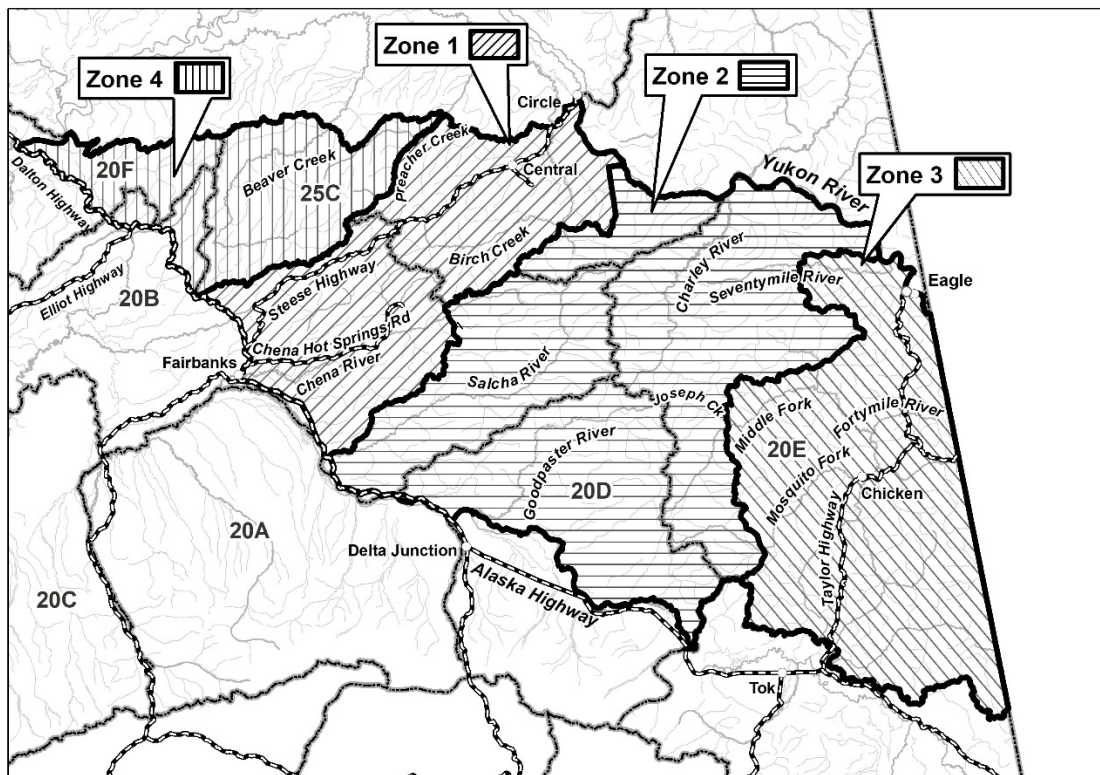 Zone 4
Zone 1
Zone 2
Zone 3
Circle
Central
Preacher Creek
Beaver Creek
20F
25C
Dalton Highway
Birch Creek
Yukon River
Charley River
Seventymile River
Eagle
Elliot Highway
20B
Steese Highway
Chena Hot Springs Rd
Chena River
Fairbanks
Salcha River
Joseph Ck
Middle Fork
Fortymile River
20E
Mosquito Fork
Goodpaster River
20D
Chicken
Taylor Highway
20A
Delta Junction
Alaska Highway
20C
Tok